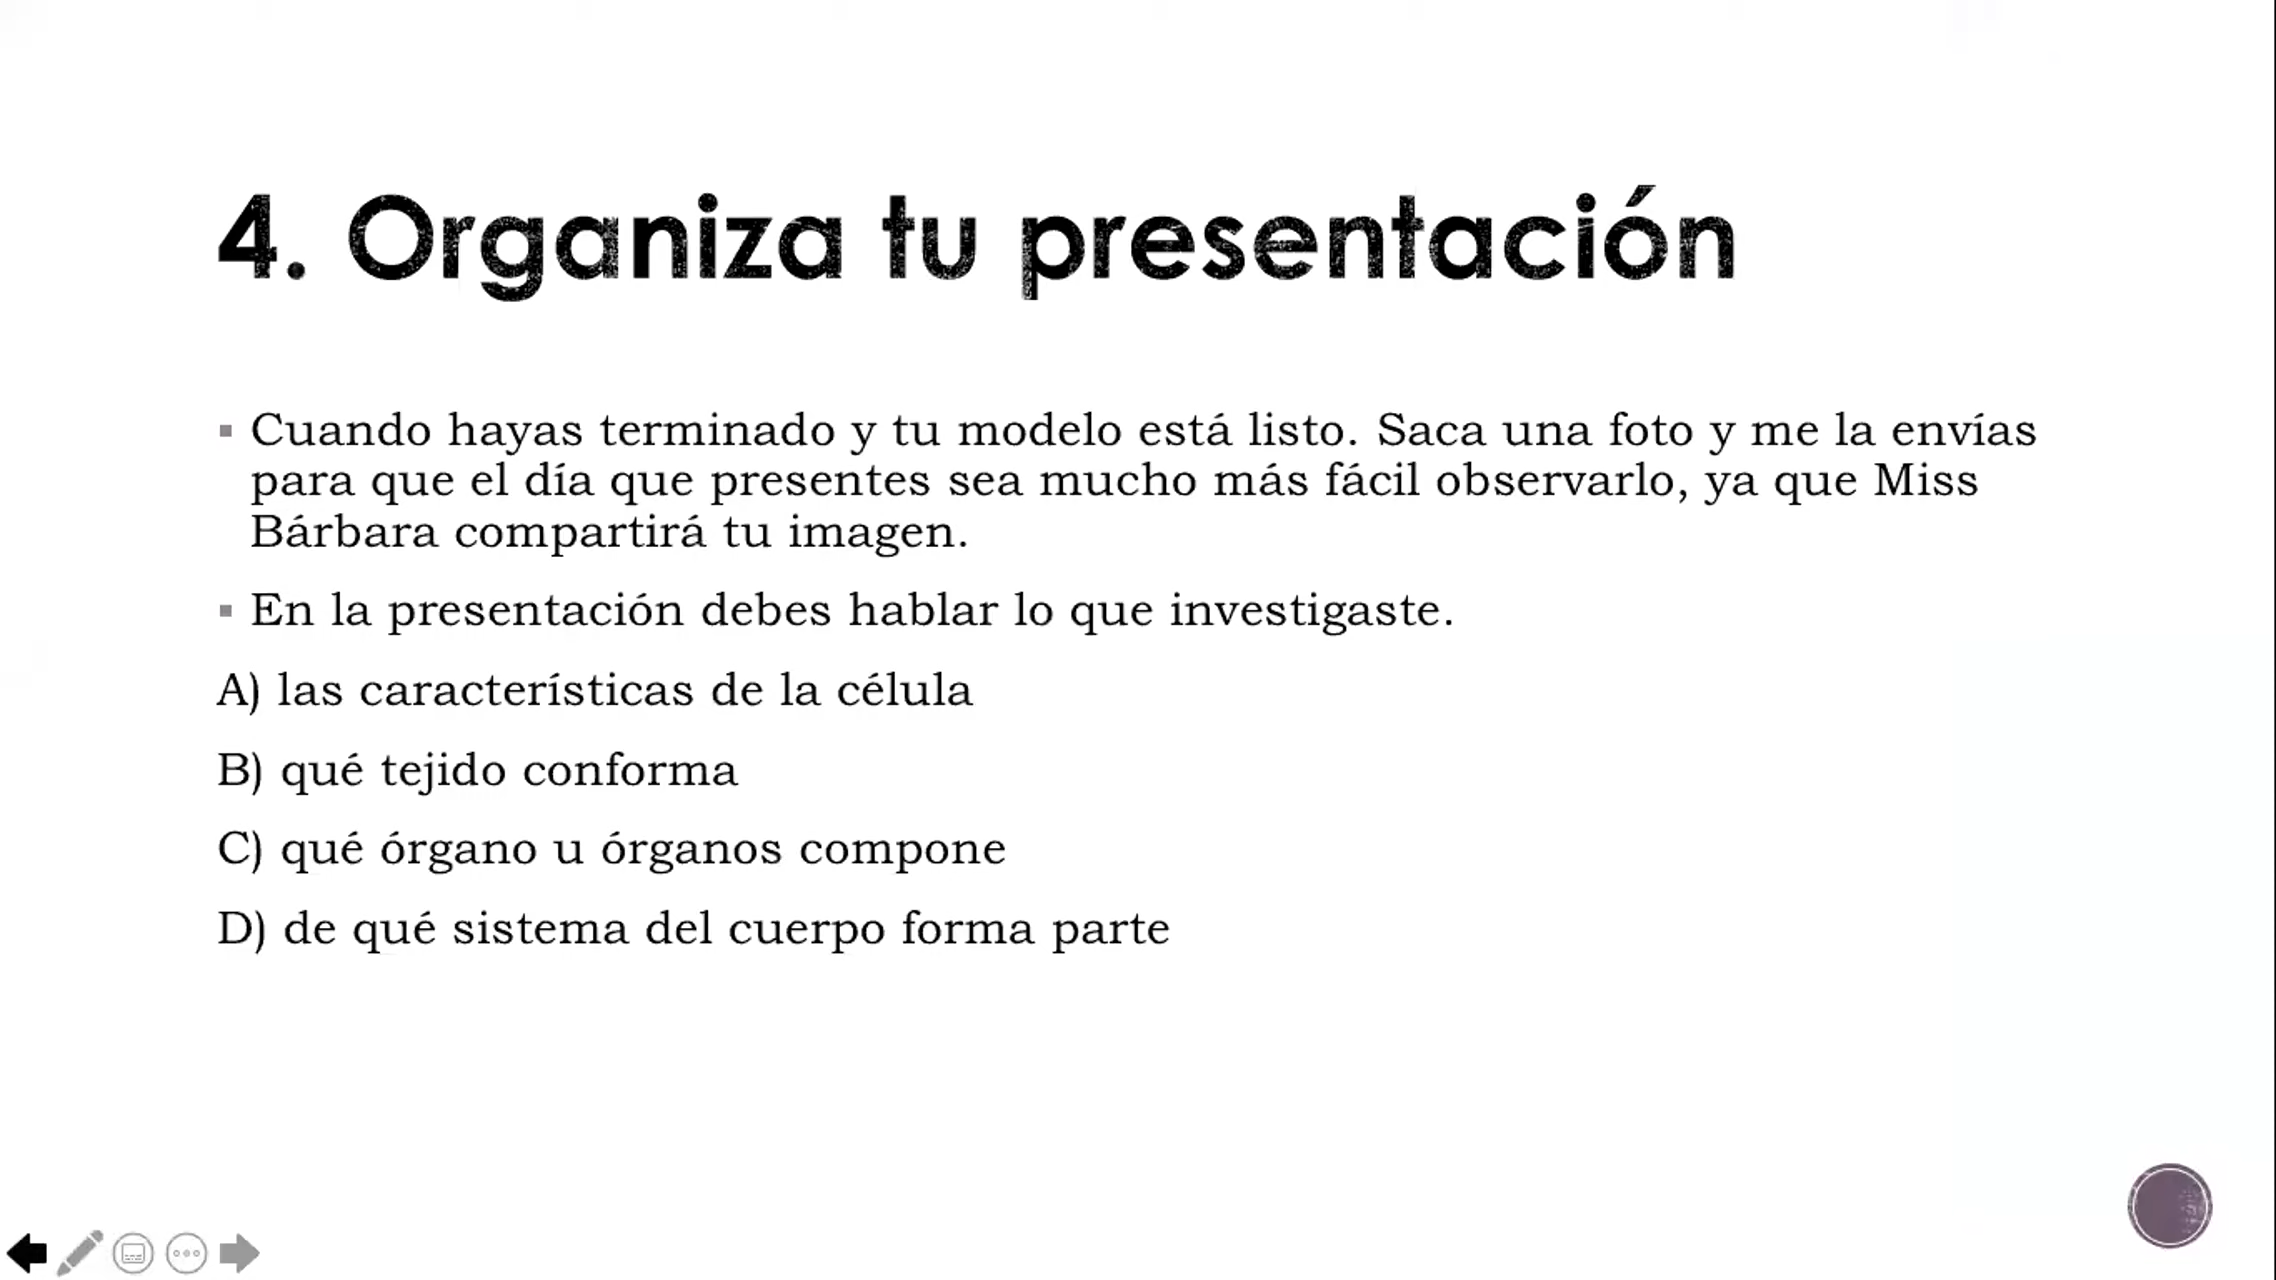 4. Organiza tu presentación
▪ Cuando hayas terminado y tu modelo está listo. Saca una foto y me la envías
para que el día que presentes sea mucho más fácil observarlo, ya que Miss
Bárbara compartirá tu imagen.
▪ En la presentación debes hablar lo que investigaste.
A) las características de la célula
B) qué tejido conforma
C) qué órgano u órganos compone
D) de qué sistema del cuerpo forma parte